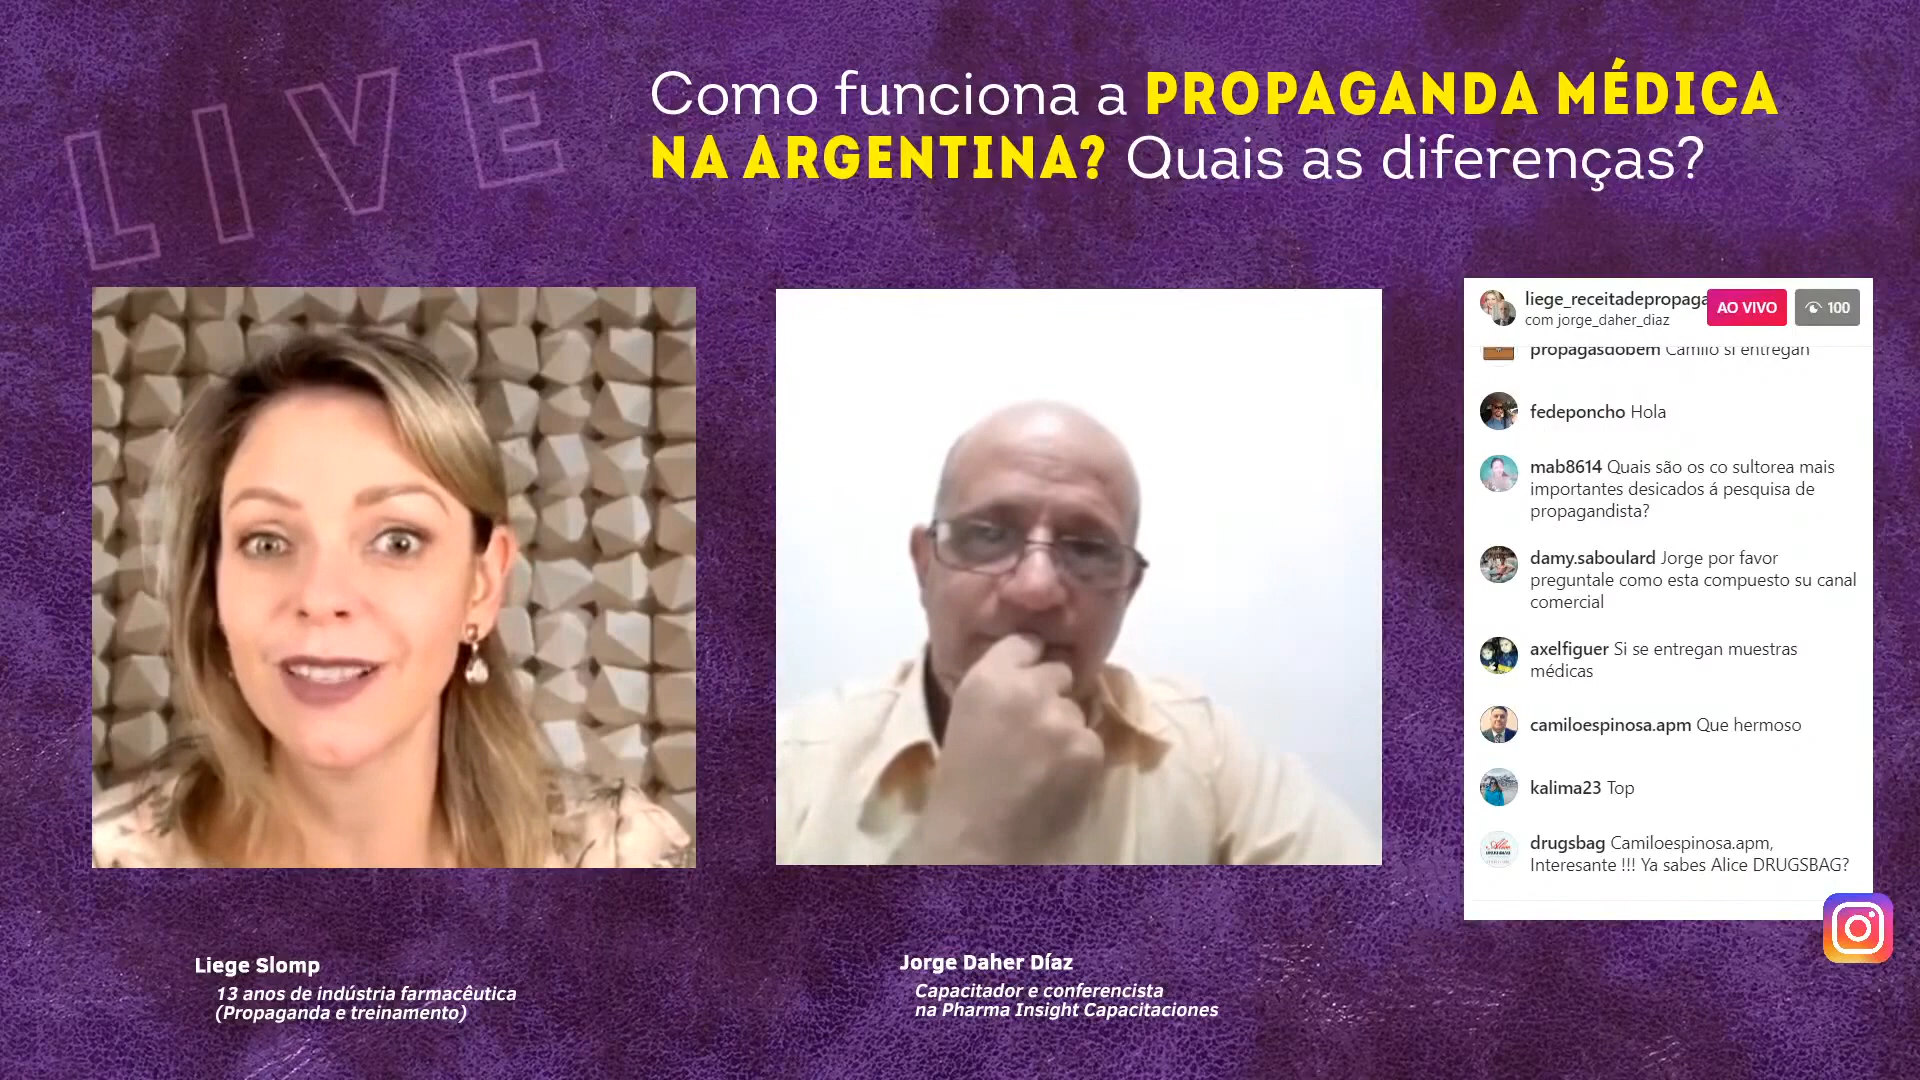 LIVE
Como funciona a PROPAGANDA MÉDICA
NA ARGENTINA? Quais as diferenças?
liege_receitadepropaga
com jorge_daher_diaz
AO VIVO
100
propagasdobem Camilo si entregan
fedeponcho Hola
mab8614 Quais são os co sultorea mais
importantes desicados á pesquisa de
propagandista?
damy.saboulard Jorge por favor
preguntale como esta compuesto su canal
comercial
axelfiguer Si se entregan muestras
médicas
camiloespinosa.apm Que hermoso
kalima23 Top
drugsbag Camiloespinosa.apm,
Interesante !!! Ya sabes Alice DRUGSBAG?
Liege Slomp
13 anos de indústria farmacêutica
(Propaganda e treinamento)
Jorge Daher Díaz
Capacitador e conferencista
na Pharma Insight Capacitaciones